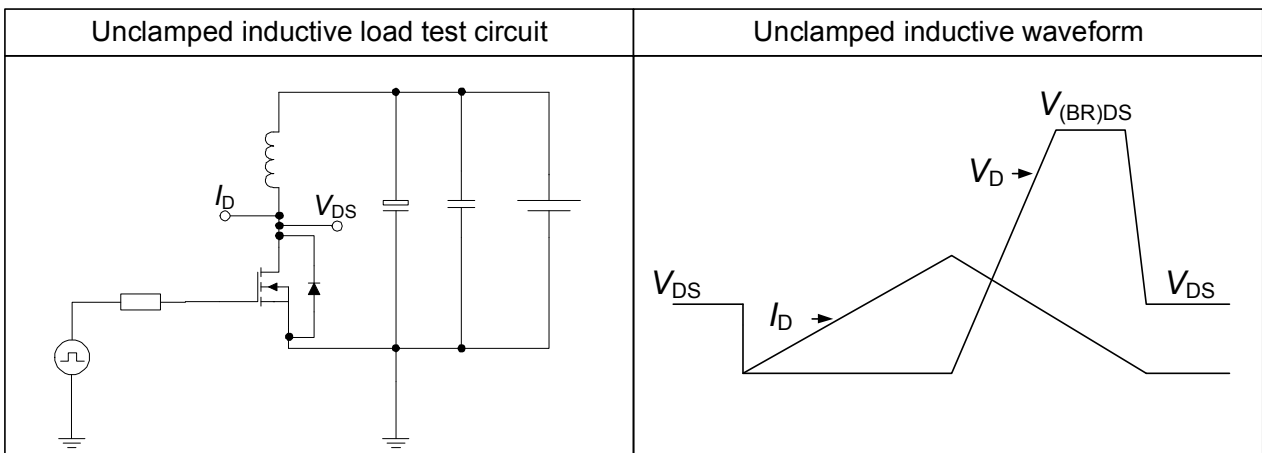 Unclamped inductive load test circuit
Unclamped inductive waveform
I_D
V_DS
V_(BR)DS
V_D
V_DS
I_D
V_DS